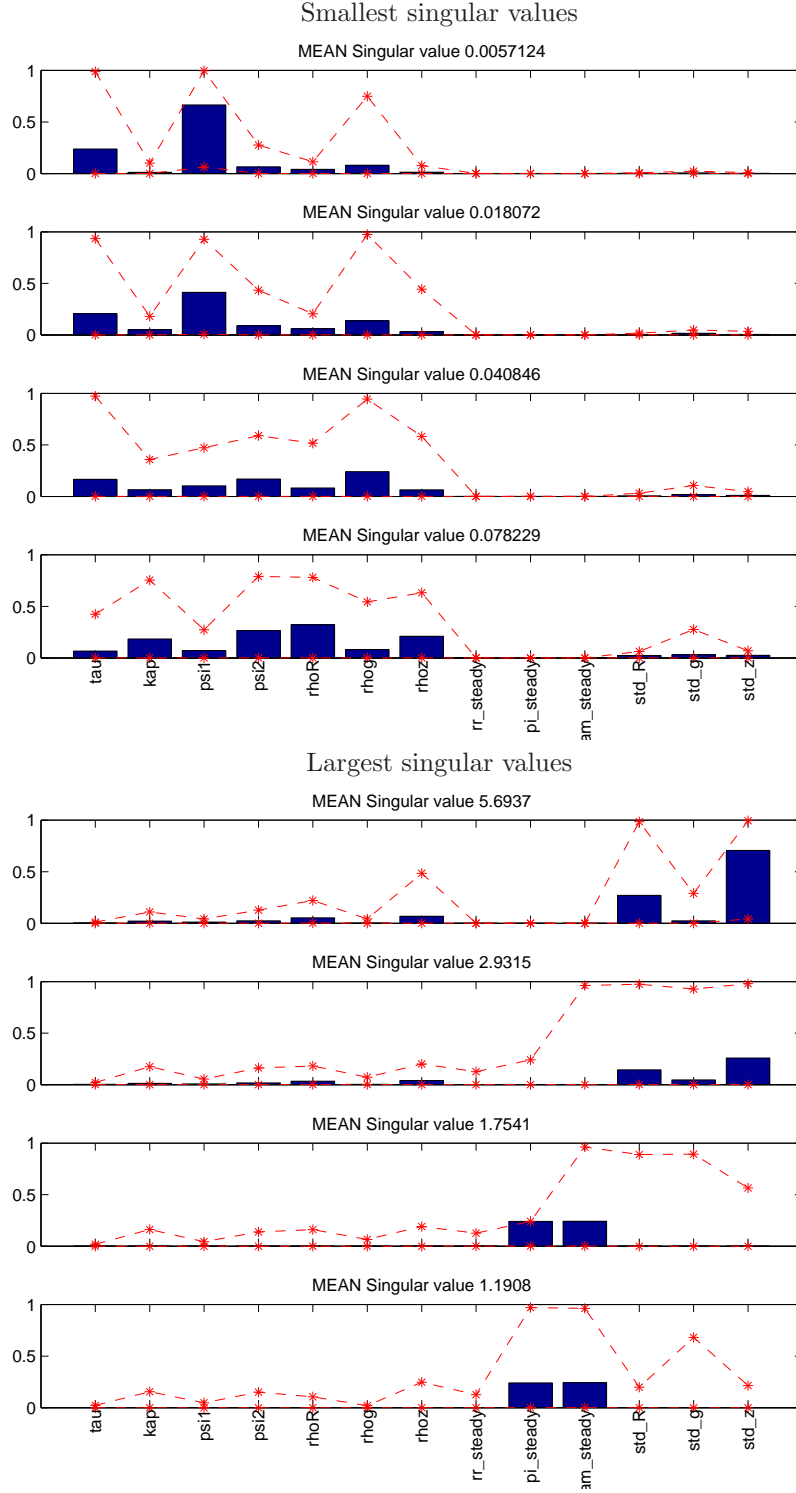 Smallest singular values
MEAN Singular value 0.0057124
1
0.5
0
MEAN Singular value 0.018072
1
0.5
0
MEAN Singular value 0.040846
1
0.5
0
MEAN Singular value 0.078229
1
0.5
0
tau
kap
psi1
psi2
rhoR
rhog
rhoz
rr_steady
pi_steady
am_steady
std_R
std_g
std_z
Largest singular values
MEAN Singular value 5.6937
1
0.5
0
MEAN Singular value 2.9315
1
0.5
0
MEAN Singular value 1.7541
1
0.5
0
MEAN Singular value 1.1908
1
0.5
0
tau
kap
psi1
psi2
rhoR
rhog
rhoz
rr_steady
pi_steady
am_steady
std_R
std_g
std_z